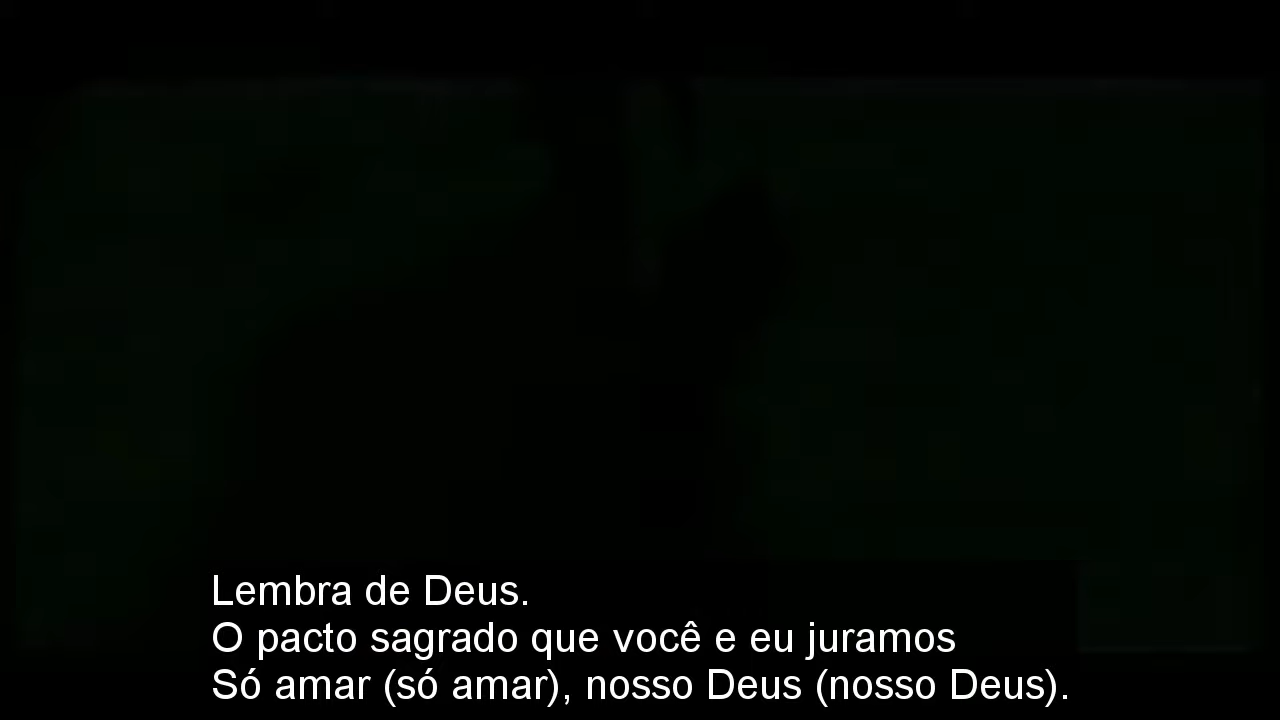 Lembra de Deus.
O pacto sagrado que você e eu juramos
Só amar (só amar), nosso Deus (nosso Deus).